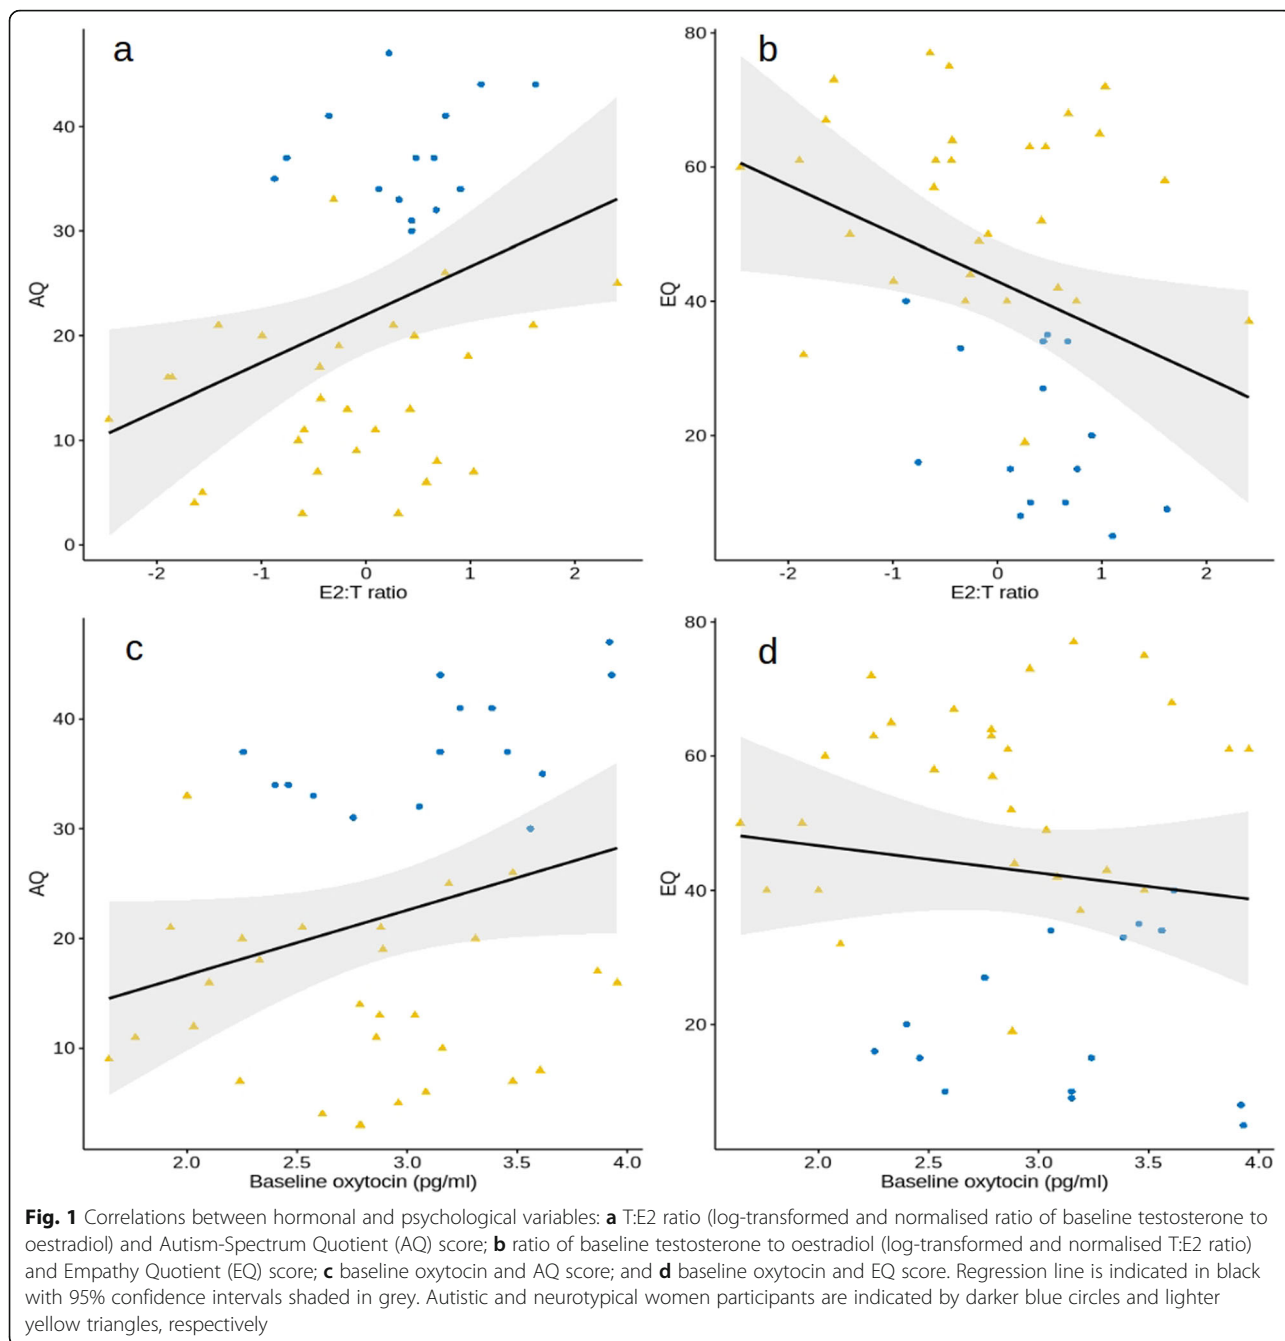 a
40
30
20
10
0
AQ
-2
-1
0
1
2
E2:T ratio
b
80
60
40
20
EQ
-2
-1
0
1
2
E2:T ratio
c
40
30
20
10
AQ
2.0
2.5
3.0
3.5
4.0
Baseline oxytocin (pg/ml)
d
80
60
40
20
EQ
2.0
2.5
3.0
3.5
4.0
Baseline oxytocin (pg/ml)
Fig. 1 Correlations between hormonal and psychological variables: a T:E2 ratio (log-transformed and normalised ratio of baseline testosterone to
oestradiol) and Autism-Spectrum Quotient (AQ) score; b ratio of baseline testosterone to oestradiol (log-transformed and normalised T:E2 ratio)
and Empathy Quotient (EQ) score; c baseline oxytocin and AQ score; and d baseline oxytocin and EQ score. Regression line is indicated in black
with 95% confidence intervals shaded in grey. Autistic and neurotypical women participants are indicated by darker blue circles and lighter
yellow triangles, respectively